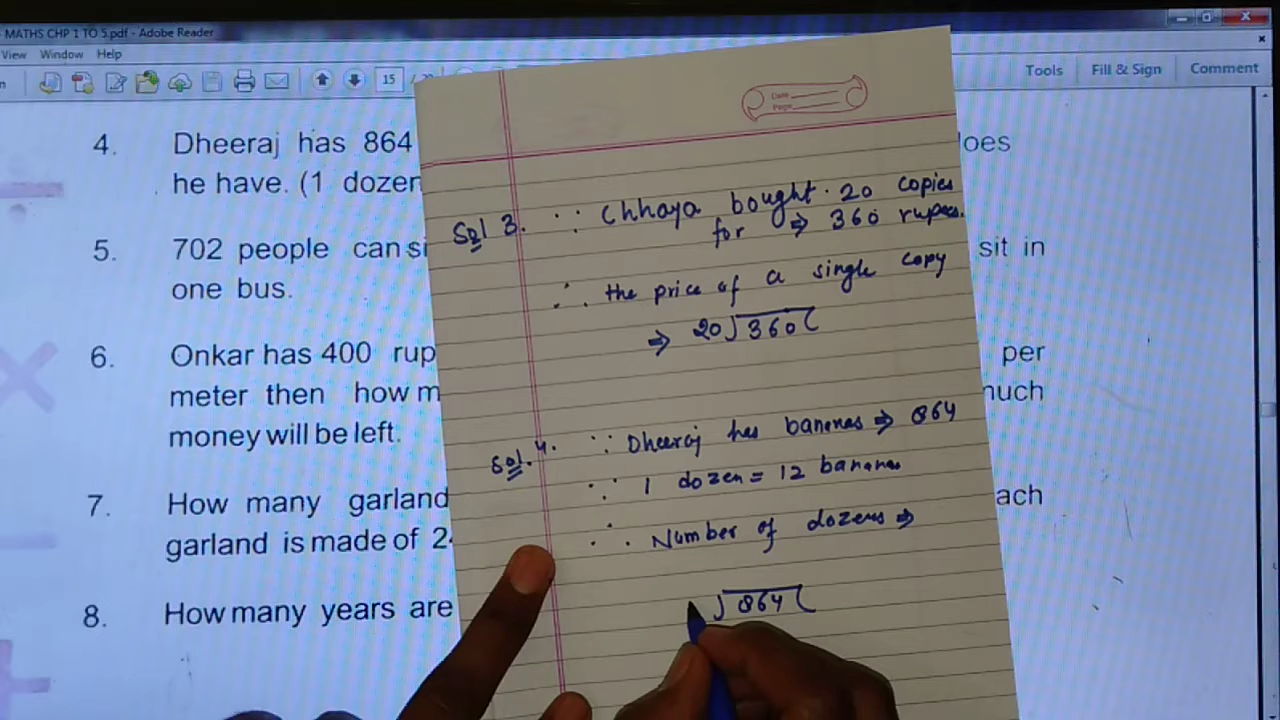 MATHS CHP 1 TO 5.pdf - Adobe Reader
View Window Help
15
Tools Fill & Sign Comment
4. Dheeraj has 864
he have. (1 dozen
5. 702 people can si sit in
one bus.
6. Onkar has 400 rup per
meter then how m much
money will be left.
7. How many garland ach
garland is made of 2
8. How many years are
Date
Page
Sol 3. ∵ Chhaya bought 20 copies
for ⇒ 360 rupees.
∴ the price of a single copy
⇒ 20)360(
Sol. 4. ∵ Dheeraj has bananas ⇒ 864
∵ 1 dozen = 12 bananas
∴ Number of dozens ⇒
)864(